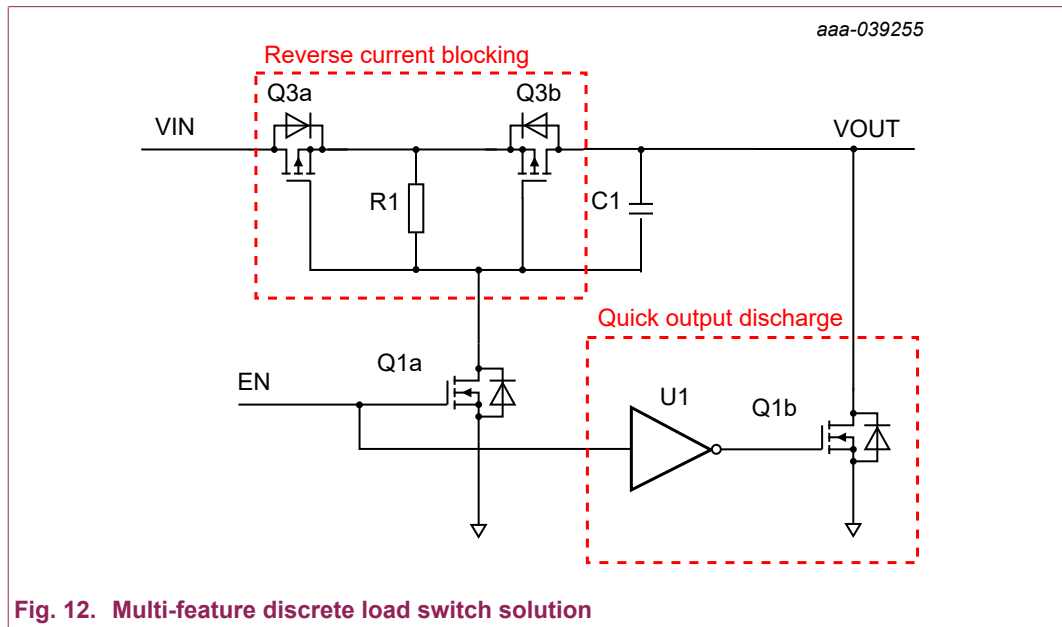 aaa-039255
Reverse current blocking
Q3a
Q3b
VIN
VOUT
R1
C1
Quick output discharge
Q1a
EN
U1
Q1b
Fig. 12. Multi-feature discrete load switch solution